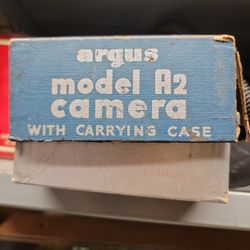 argus
model A2
camera
WITH CARRYING CASE